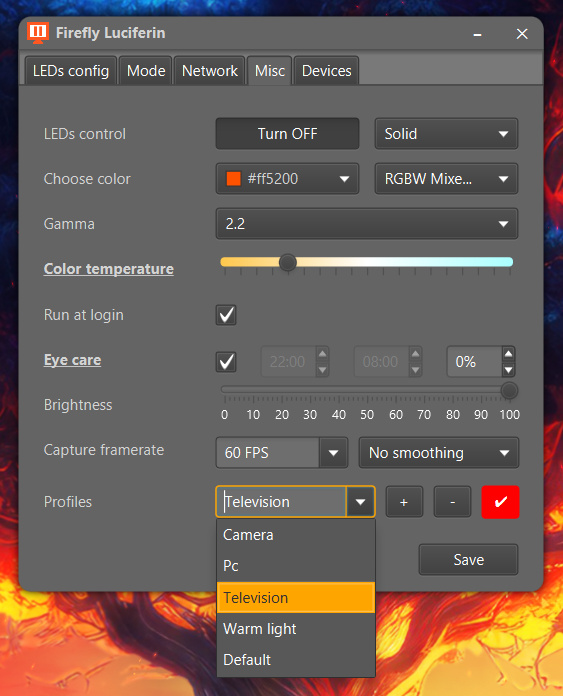 Firefly Luciferin
LEDs config Mode Network Misc Devices
LEDs control Turn OFF Solid
Choose color #ff5200 RGBW Mixe...
Gamma 2.2
Color temperature
Run at login
Eye care 22:00 08:00 0%
Brightness
0 10 20 30 40 50 60 70 80 90 100
Capture framerate 60 FPS No smoothing
Profiles Television + -
Save
Camera
Pc
Television
Warm light
Default